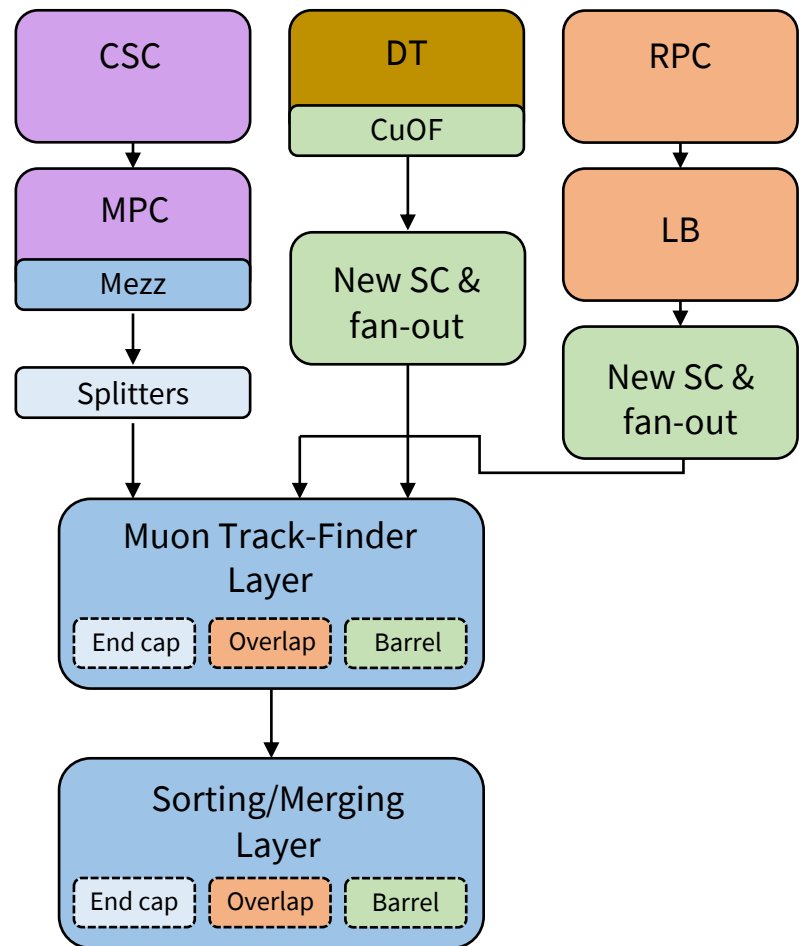 CSC
DT
RPC
CuOF
MPC
Mezz
LB
New SC &
fan-out
Splitters
New SC &
fan-out
Muon Track-Finder
Layer
End cap
Overlap
Barrel
Sorting/Merging
Layer
End cap
Overlap
Barrel